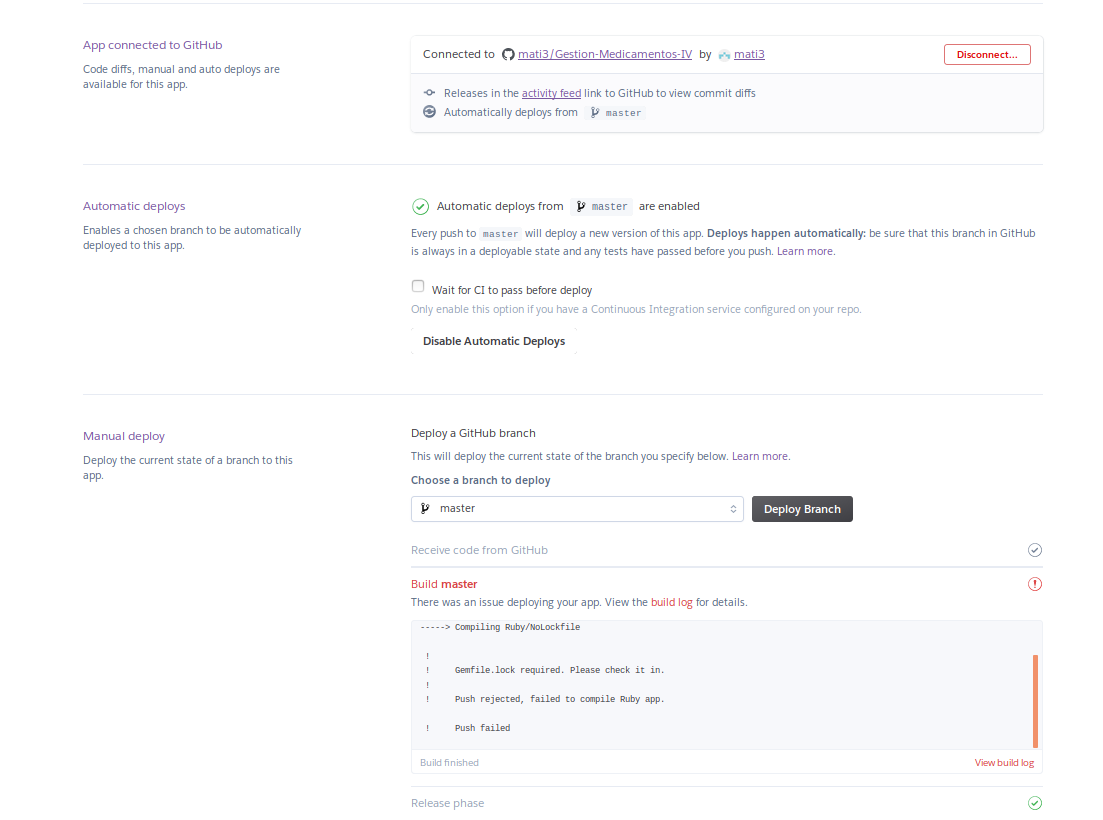 App connected to GitHub
Code diffs, manual and auto deploys are
available for this app.
Connected to mati3/Gestion-Medicamentos-IV by mati3
Disconnect...
Releases in the activity feed link to GitHub to view commit diffs
Automatically deploys from master
Automatic deploys
Enables a chosen branch to be automatically
deployed to this app.
Automatic deploys from master are enabled
Every push to master will deploy a new version of this app. Deploys happen automatically: be sure that this branch in GitHub
is always in a deployable state and any tests have passed before you push. Learn more.
Wait for CI to pass before deploy
Only enable this option if you have a Continuous Integration service configured on your repo.
Disable Automatic Deploys
Manual deploy
Deploy the current state of a branch to this
app.
Deploy a GitHub branch
This will deploy the current state of the branch you specify below. Learn more.
Choose a branch to deploy
master
Deploy Branch
Receive code from GitHub
Build master
There was an issue deploying your app. View the build log for details.
-----> Compiling Ruby/NoLockfile
!
! Gemfile.lock required. Please check it in.
!
! Push rejected, failed to compile Ruby app.
! Push failed
Build finished
View build log
Release phase